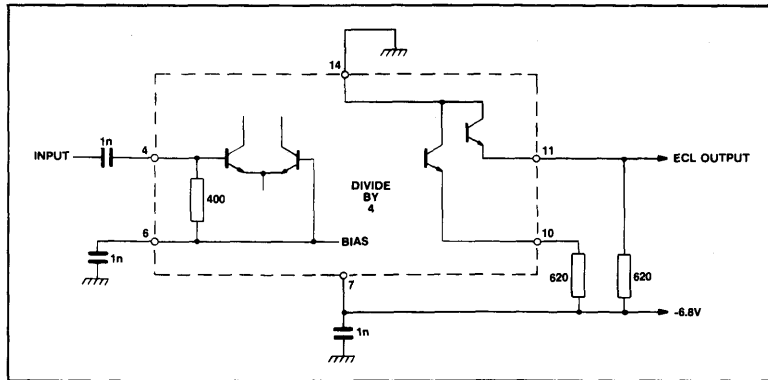 14
1n
INPUT
4
11
ECL OUTPUT
400
DIVIDE
BY
4
6
BIAS
10
1n
7
620
620
-6.8V
1n